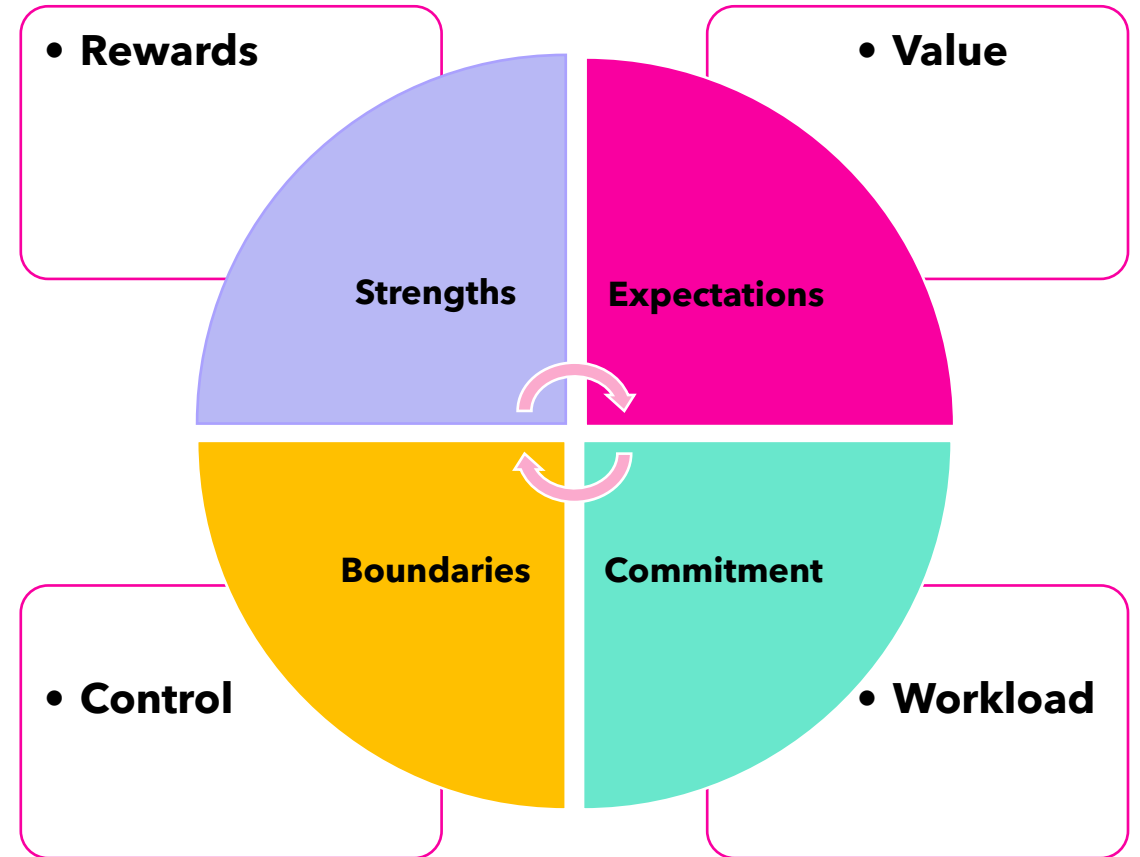 • Rewards
• Value
Strengths
Expectations
Boundaries
Commitment
• Control
• Workload